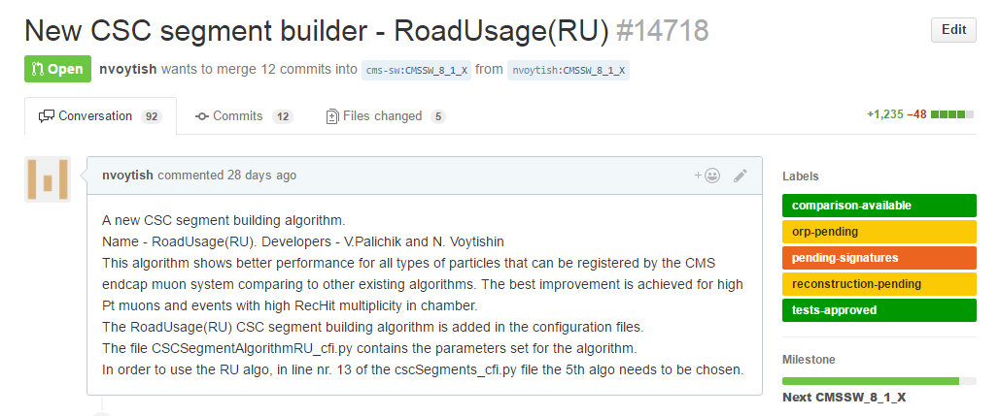 New CSC segment builder - RoadUsage(RU) #14718
Edit
Open nvoytish wants to merge 12 commits into cms-sw:CMSSW_8_1_X from nvoytish:CMSSW_8_1_X
Conversation 92 Commits 12 Files changed 5 +1,235 −48
nvoytish commented 28 days ago
A new CSC segment building algorithm.
Name - RoadUsage(RU). Developers - V.Palichik and N. Voytishin
This algorithm shows better performance for all types of particles that can be registered by the CMS
endcap muon system comparing to other existing algorithms. The best improvement is achieved for high
Pt muons and events with high RecHit multiplicity in chamber.
The RoadUsage(RU) CSC segment building algorithm is added in the configuration files.
The file CSCSegmentAlgorithmRU_cfi.py contains the parameters set for the algorithm.
In order to use the RU algo, in line nr. 13 of the cscSegments_cfi.py file the 5th algo needs to be chosen.
Labels
comparison-available
orp-pending
pending-signatures
reconstruction-pending
tests-approved
Milestone
Next CMSSW_8_1_X